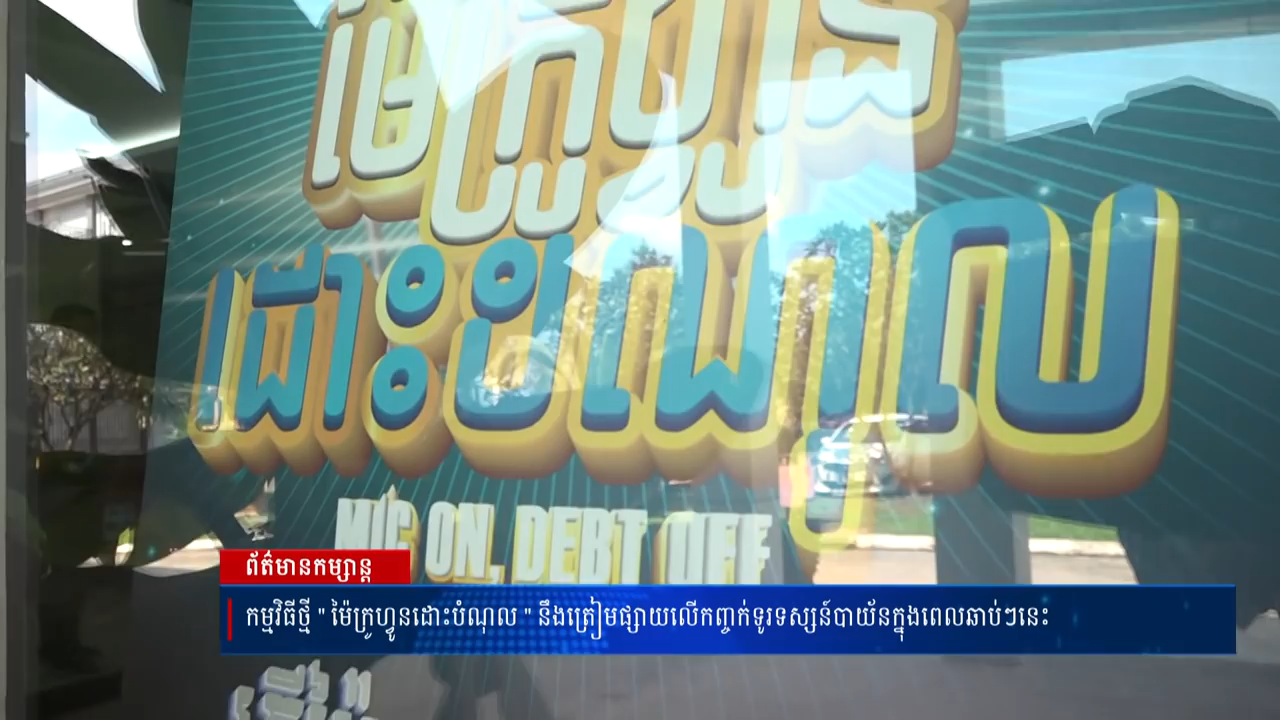 ម៉ៃក្រូហ្វូន
ដោះបំណុល
MIC ON, DEBT OFF
ព័ត៌មានកម្សាន្ត
កម្មវិធីថ្មី " ម៉ៃក្រូហ្វូនដោះបំណុល " នឹងត្រៀមផ្សាយលើកញ្ចក់ទូរទស្សន៍បាយ័នក្នុងពេលឆាប់ៗនេះ